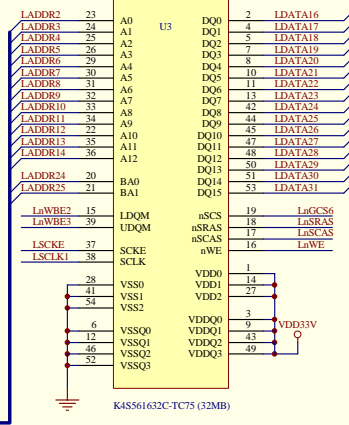 U3
LADDR2 23 A0 DQ0 2 LDATA16
LADDR3 24 A1 DQ1 4 LDATA17
LADDR4 25 A2 DQ2 5 LDATA18
LADDR5 26 A3 DQ3 7 LDATA19
LADDR6 29 A4 DQ4 8 LDATA20
LADDR7 30 A5 DQ5 10 LDATA21
LADDR8 31 A6 DQ6 11 LDATA22
LADDR9 32 A7 DQ7 13 LDATA23
LADDR10 33 A8 DQ8 42 LDATA24
LADDR11 34 A9 DQ9 44 LDATA25
LADDR12 22 A10 DQ10 45 LDATA26
LADDR13 35 A11 DQ11 47 LDATA27
LADDR14 36 A12 DQ12 48 LDATA28
DQ13 50 LDATA29
LADDR24 20 BA0 DQ14 51 LDATA30
LADDR25 21 BA1 DQ15 53 LDATA31
LnWBE2 15 LDQM nSCS 19 LnGCS6
LnWBE3 39 UDQM nSRAS 18 LnSRAS
nSCAS 17 LnSCAS
LSCKE 37 SCKE nWE 16 LnWE
LSCLK1 38 SCLK
VDD0 1
28 VSS0 VDD1 14
41 VSS1 VDD2 27
54 VSS2
VDDQ0 3
6 VSSQ0 VDDQ1 9 VDD33V
12 VSSQ1 VDDQ2 43
46 VSSQ2 VDDQ3 49
52 VSSQ3
K4S561632C-TC75 (32MB)